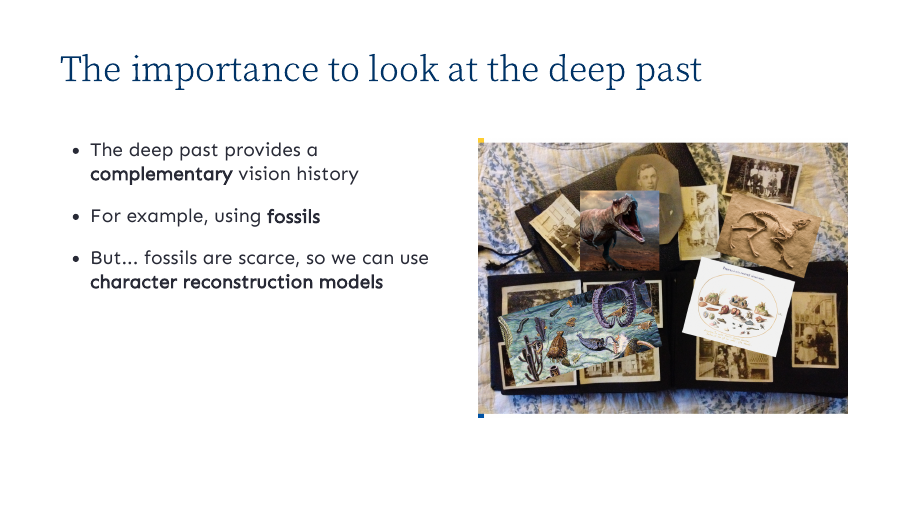 The importance to look at the deep past
The deep past provides a
complementary vision history
For example, using fossils
But... fossils are scarce, so we can use
character reconstruction models